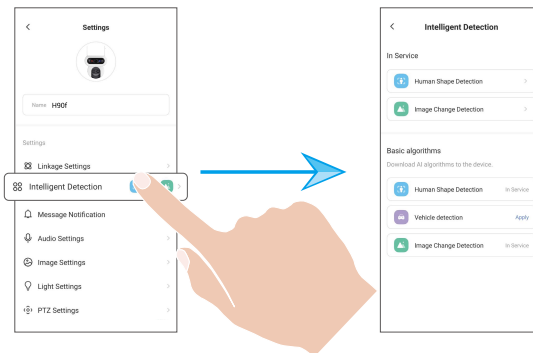 Settings
Name H90f
Settings
Linkage Settings
Intelligent Detection
Message Notification
Audio Settings
Image Settings
Light Settings
PTZ Settings
Intelligent Detection
In Service
Human Shape Detection
Image Change Detection
Basic algorithms
Download AI algorithms to the device.
Human Shape Detection In Service
Vehicle detection Apply
Image Change Detection In Service